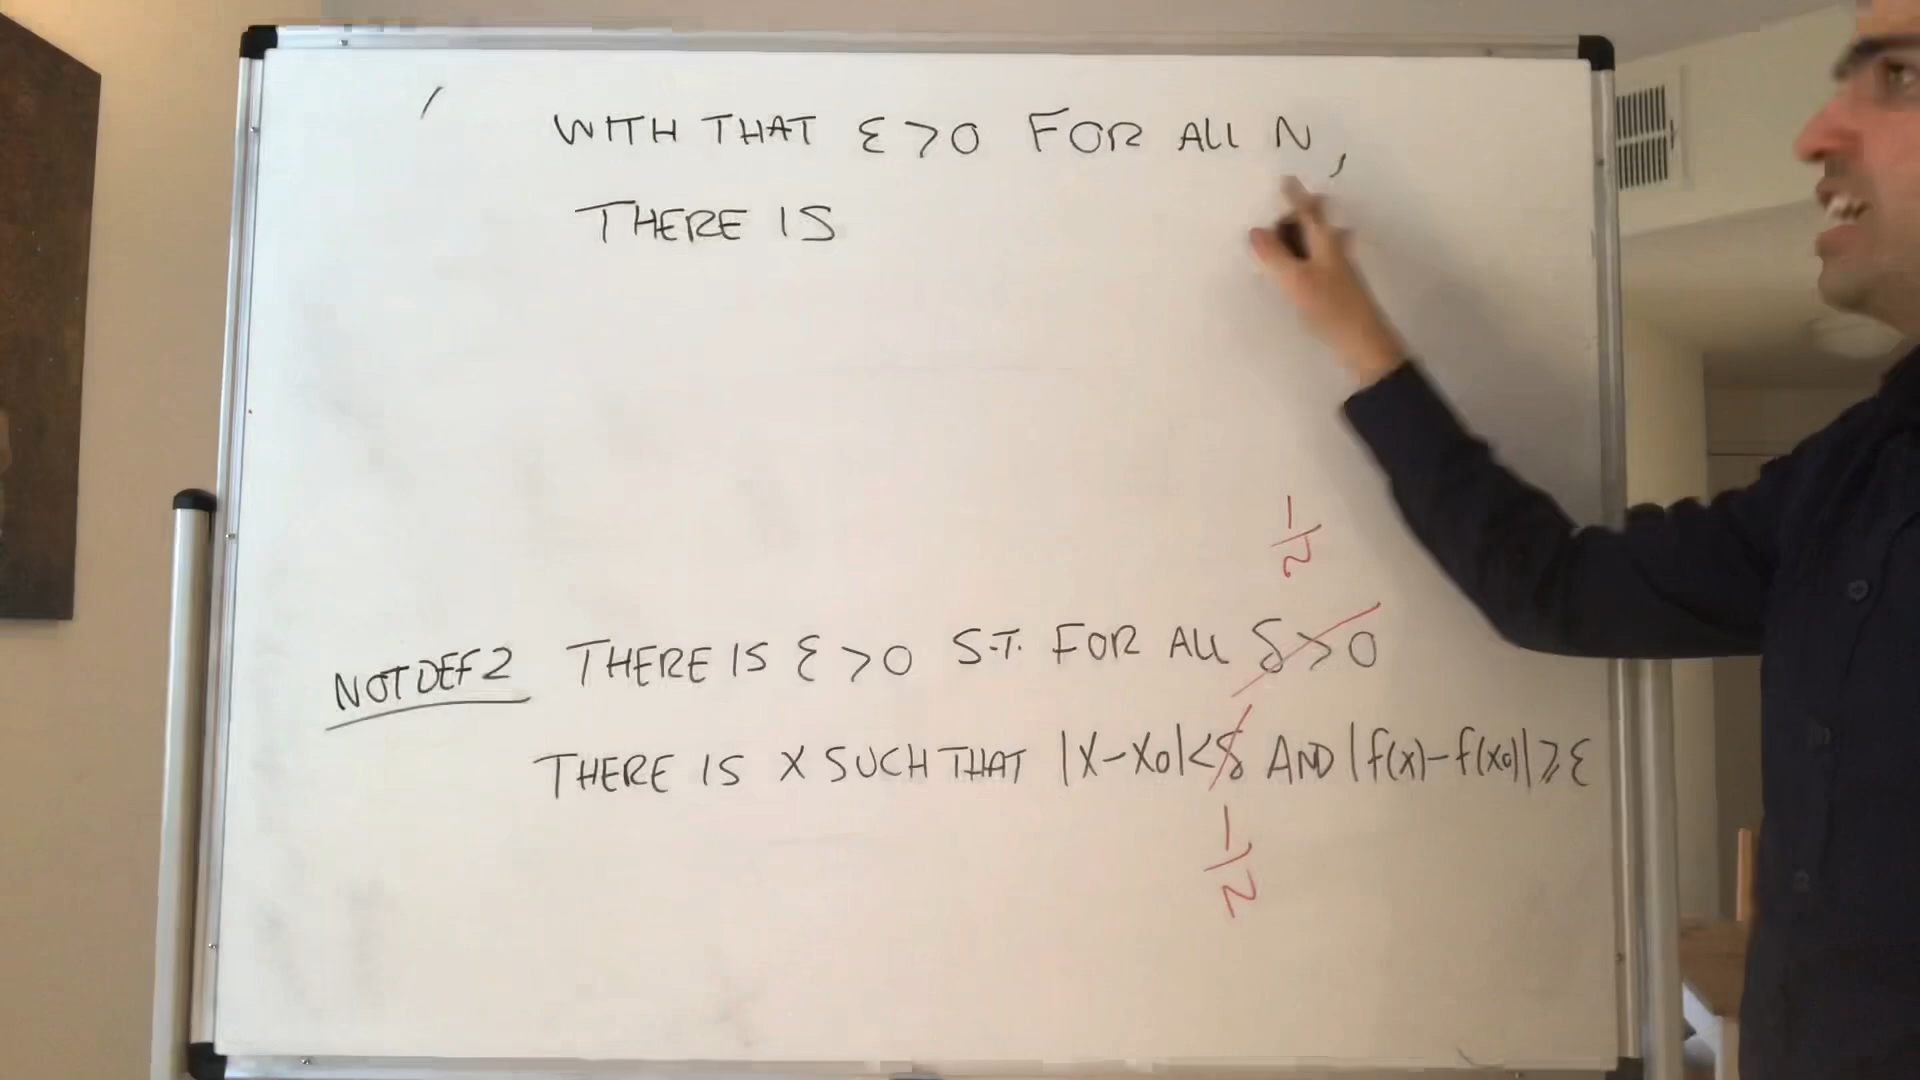 WITH THAT Ɛ>0 FOR ALL N,
THERE IS
1/N
NOT DEF 2 THERE IS Ɛ>0 S.T. FOR ALL δ>0
THERE IS X SUCH THAT |X-X0|<δ AND |f(x)-f(x0)|≥Ɛ
1/N